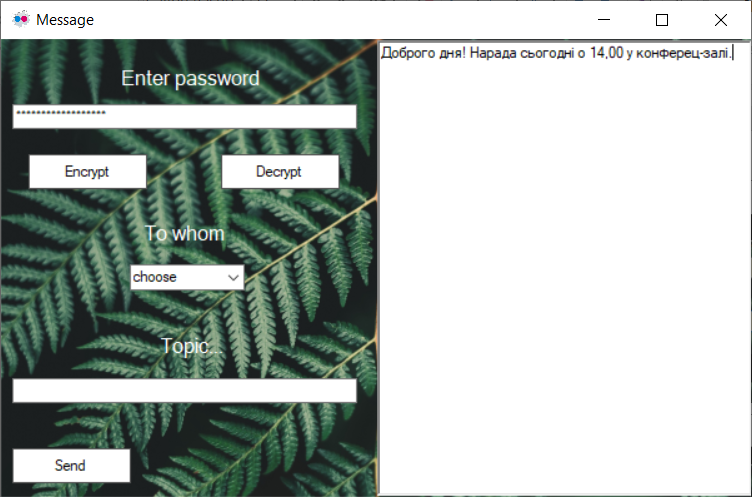 Message
Enter password
******************
Encrypt
Decrypt
To whom
choose
Topic...
Send
Доброго дня! Нарада сьогодні о 14,00 у конферец-залі.